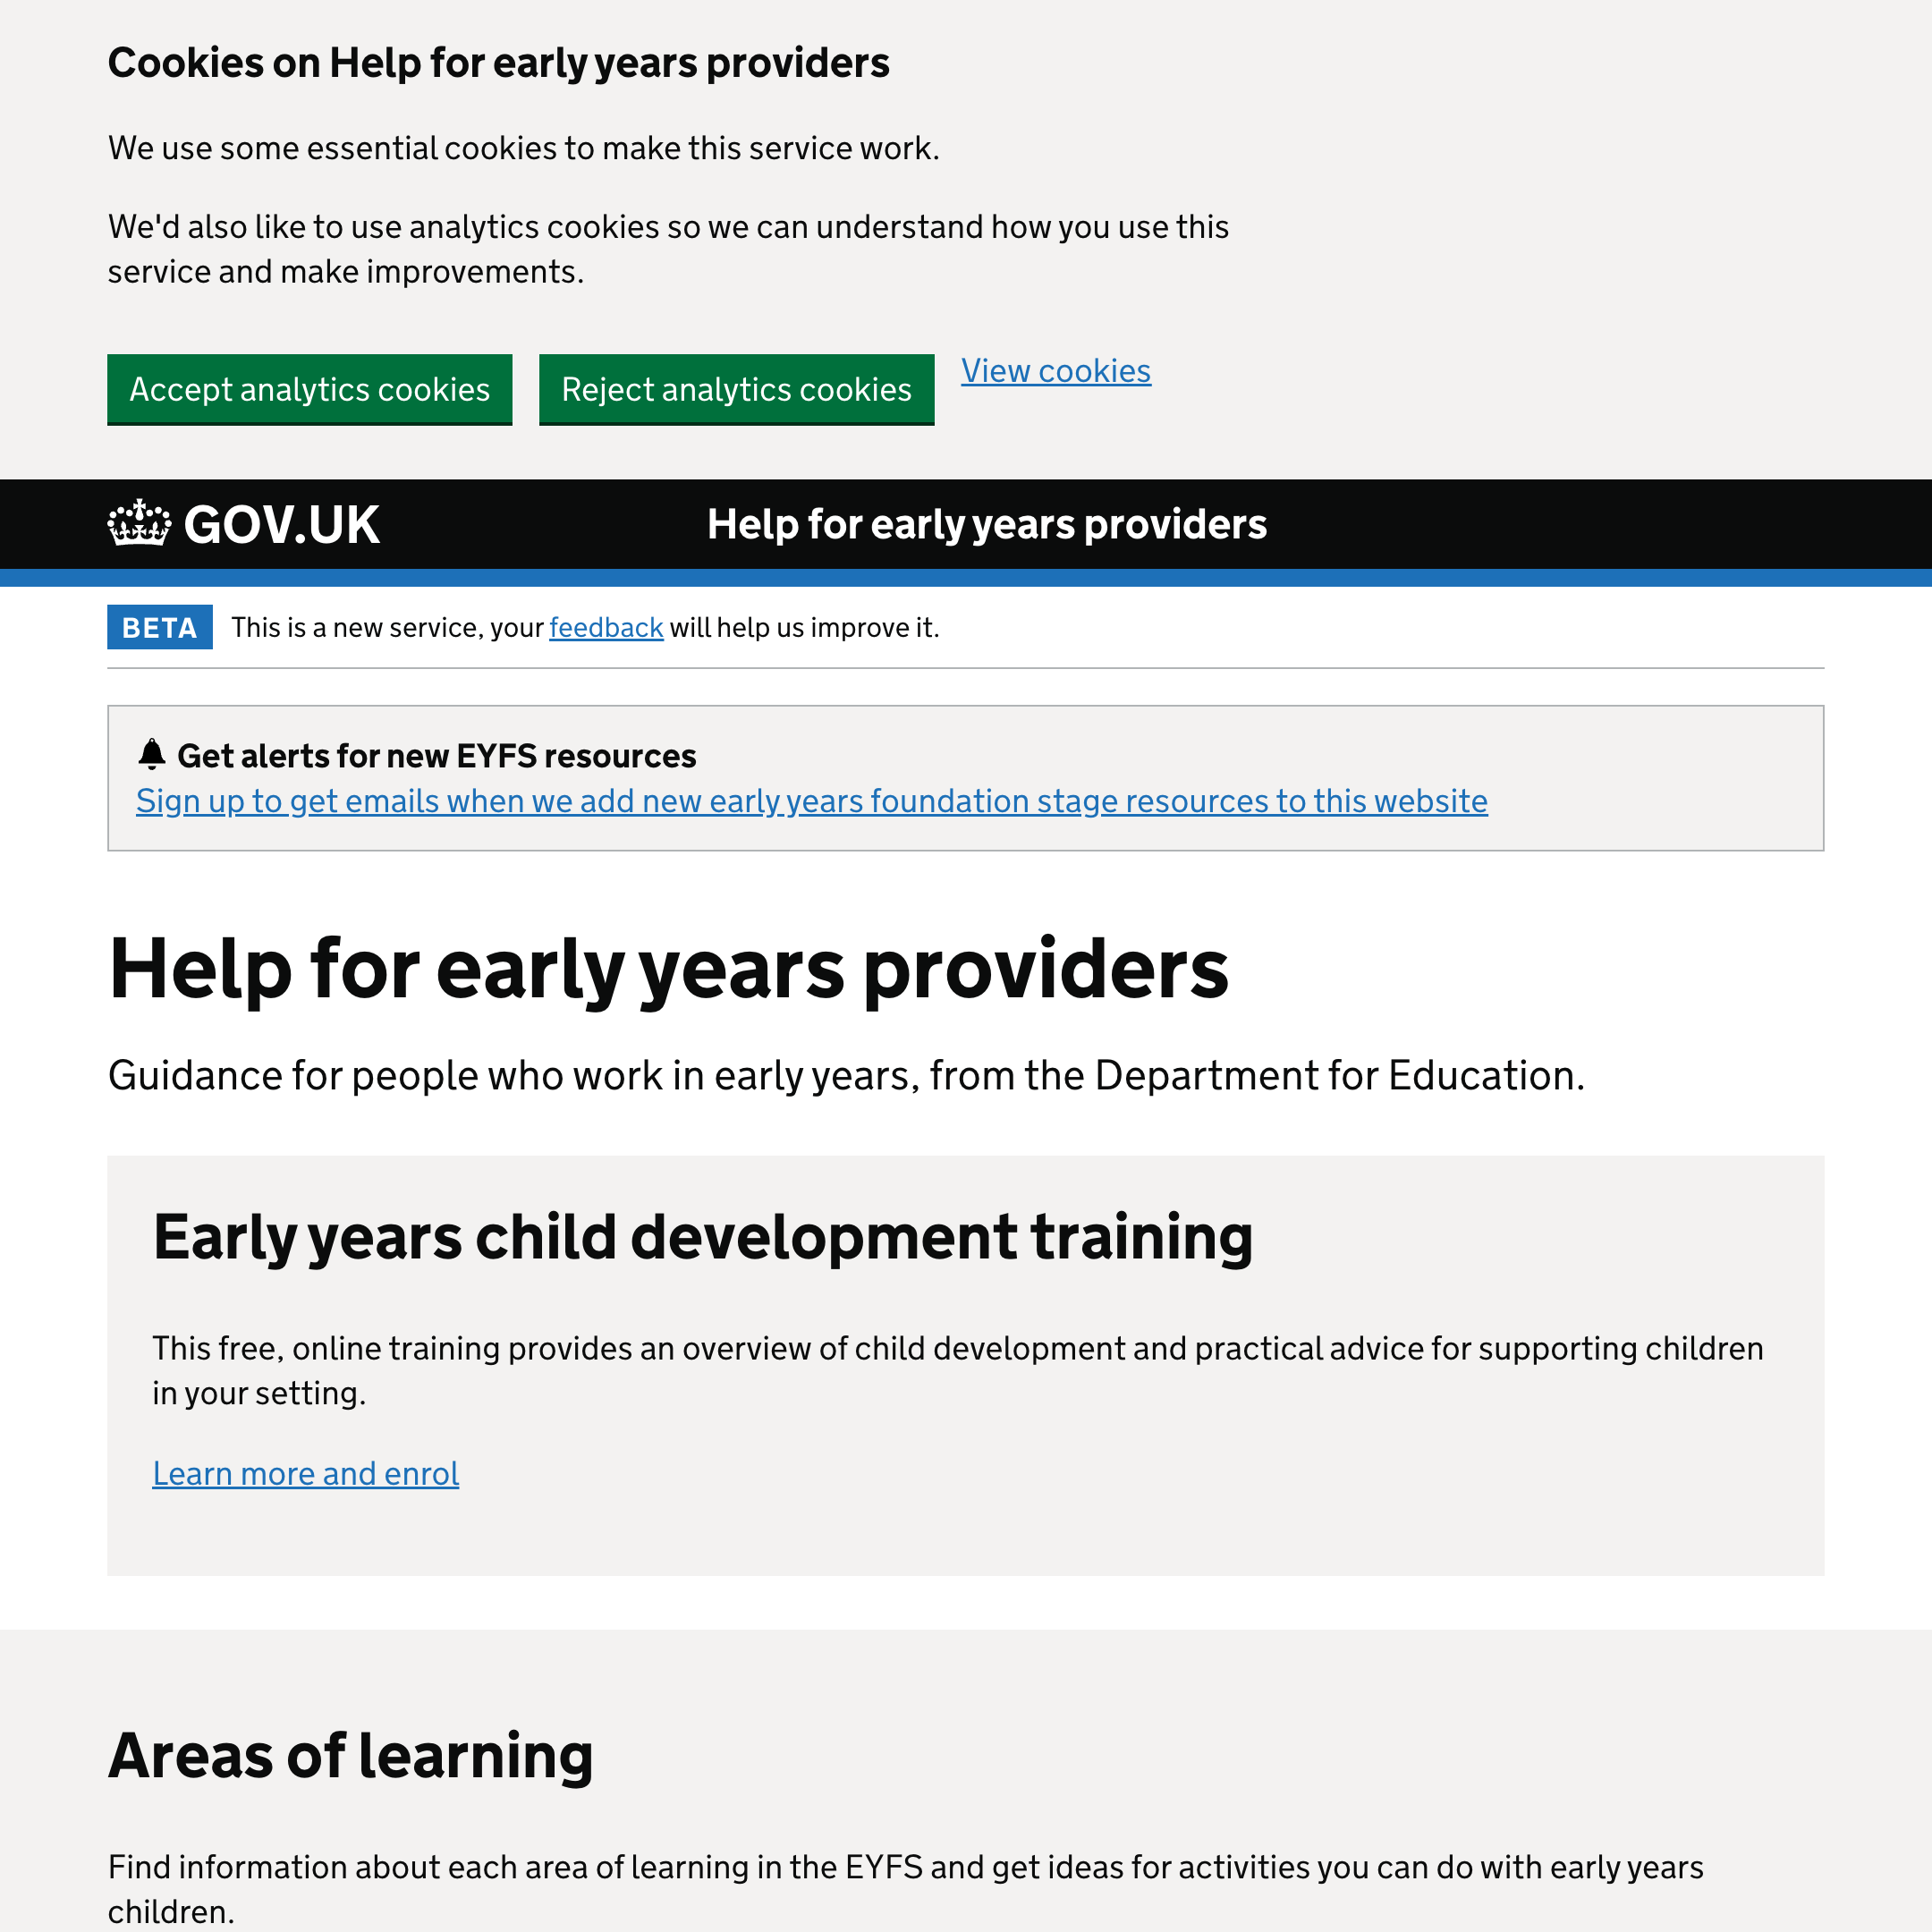 Cookies on Help for early years providers
We use some essential cookies to make this service work.
We'd also like to use analytics cookies so we can understand how you use this
service and make improvements.
Accept analytics cookies
Reject analytics cookies
View cookies
GOV.UK
Help for early years providers
BETA
This is a new service, your feedback will help us improve it.
Get alerts for new EYFS resources
Sign up to get emails when we add new early years foundation stage resources to this website
Help for early years providers
Guidance for people who work in early years, from the Department for Education.
Early years child development training
This free, online training provides an overview of child development and practical advice for supporting children
in your setting.
Learn more and enrol
Areas of learning
Find information about each area of learning in the EYFS and get ideas for activities you can do with early years
children.